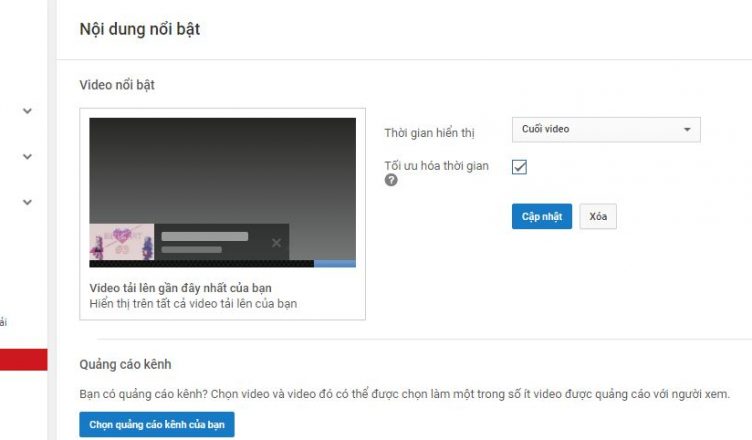 Nội dung nổi bật
Video nổi bật
Thời gian hiển thị
Cuối video
Tối ưu hóa thời gian
?
Cập nhật
Xóa
#3
Video tải lên gần đây nhất của bạn
Hiển thị trên tất cả video tải lên của bạn
ải
Quảng cáo kênh
Bạn có quảng cáo kênh? Chọn video và video đó có thể được chọn làm một trong số ít video được quảng cáo với người xem.
Chọn quảng cáo kênh của bạn